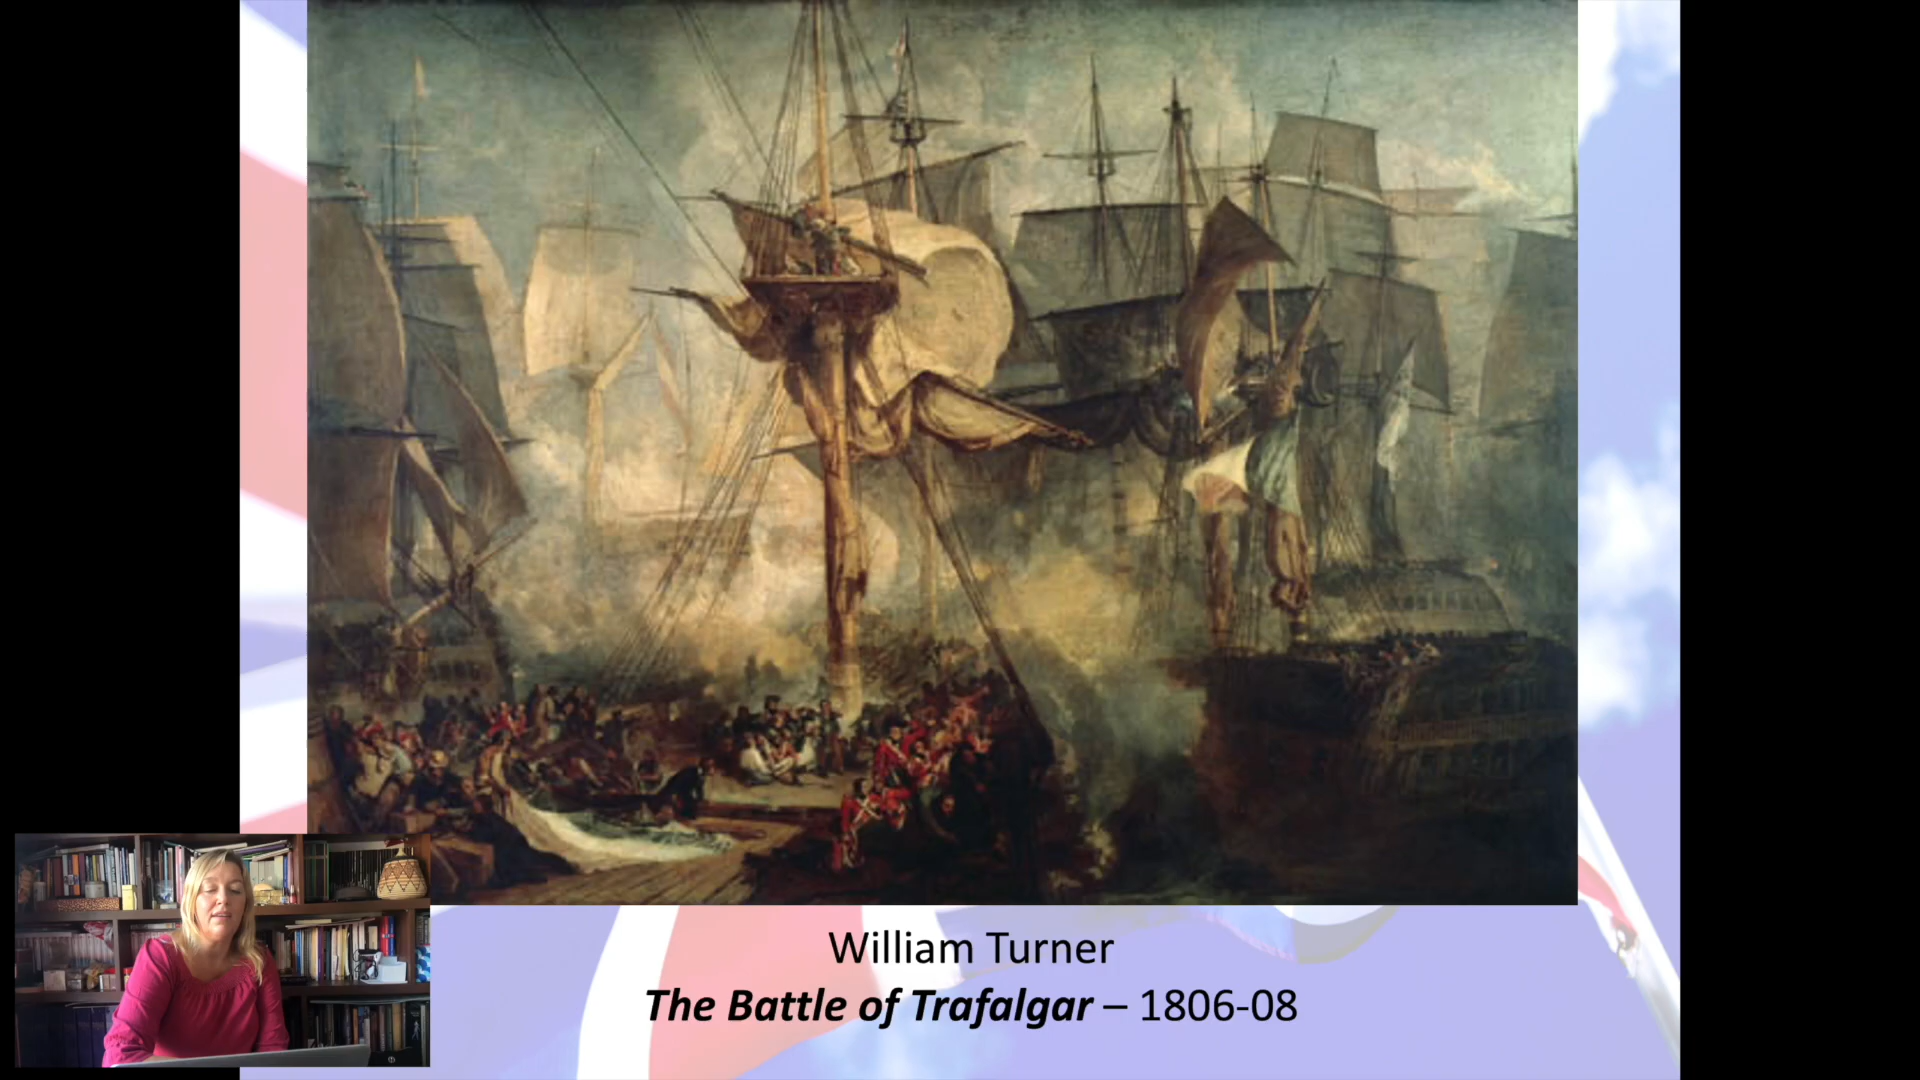 William Turner
The Battle of Trafalgar – 1806-08